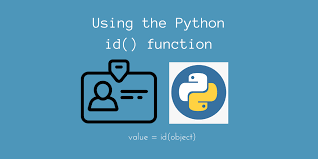 Using the Python
id() function
value = id(object)